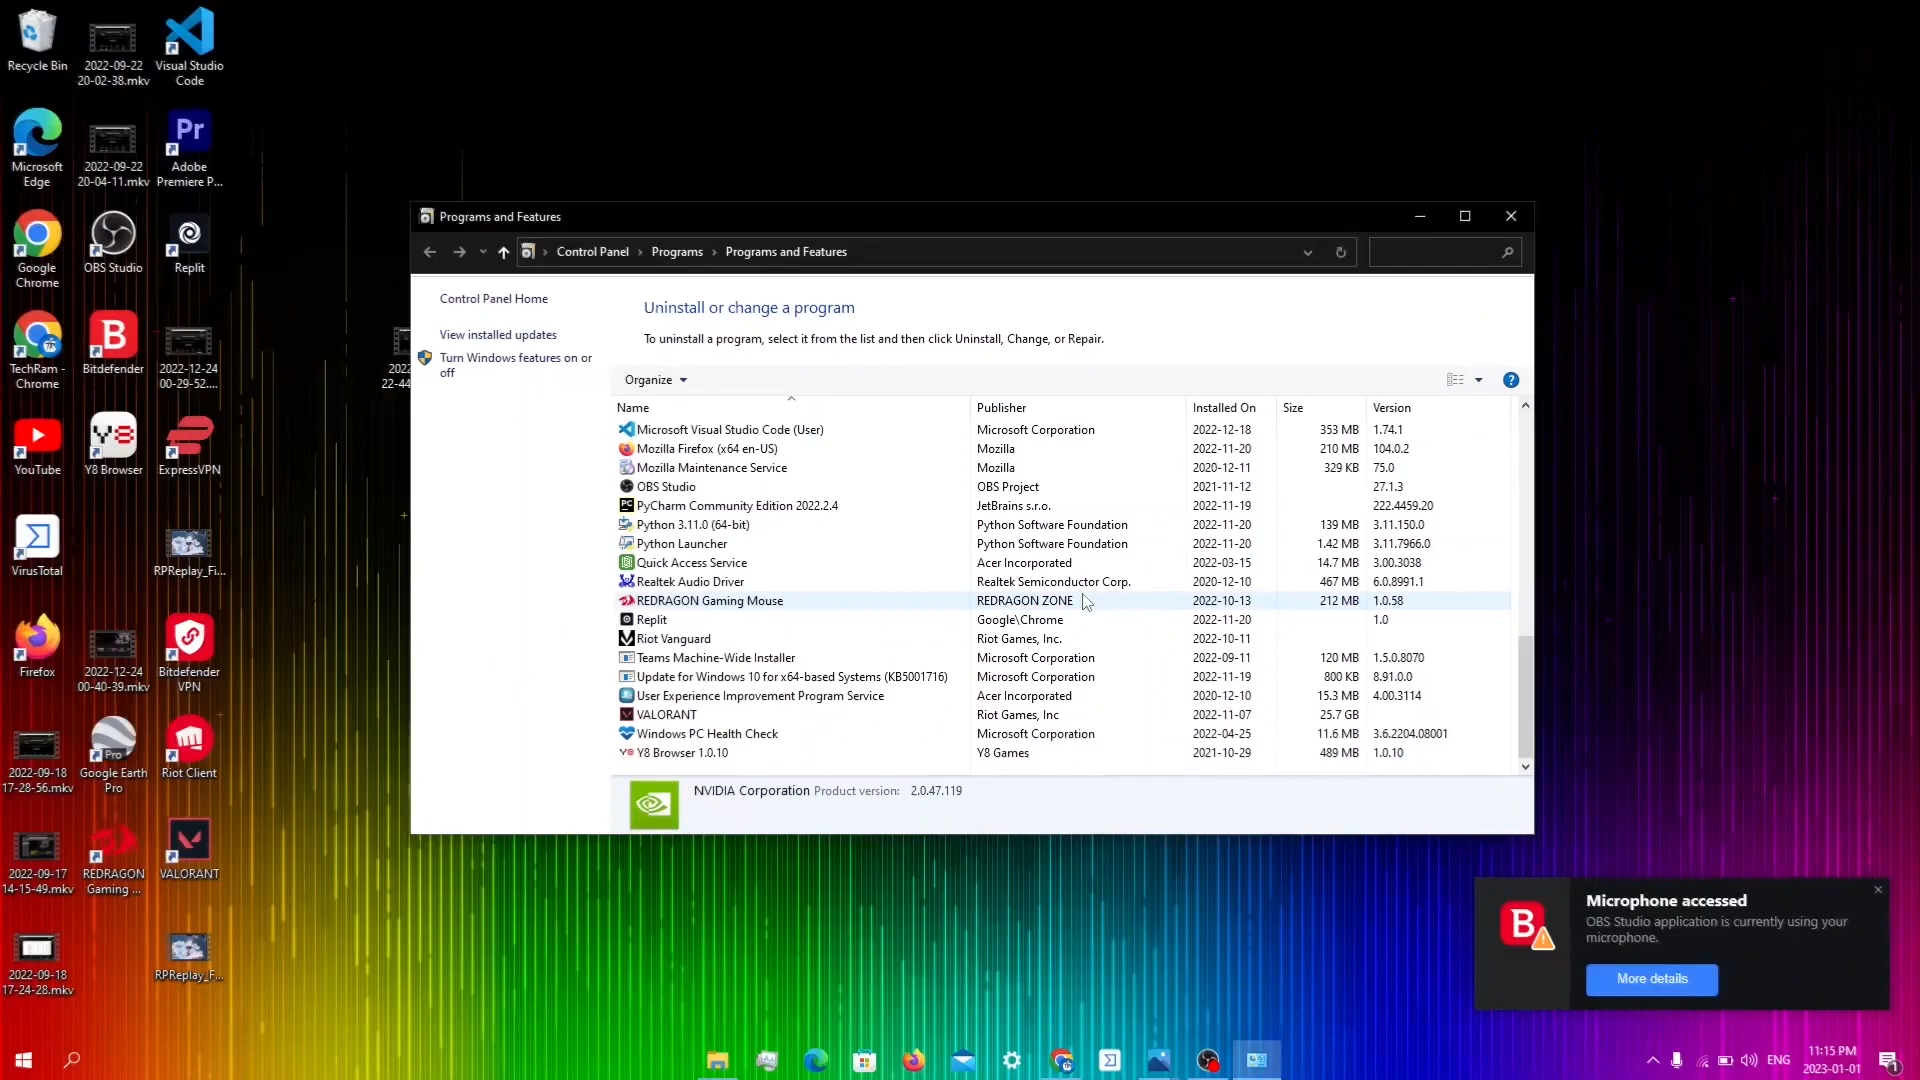 Recycle Bin
2022-09-22
20-02-38.mkv
Visual Studio
Code
Microsoft
Edge
2022-09-22
20-04-11.mkv
Pr
Adobe
Premiere P...
Google
Chrome
OBS Studio
Replit
TechRam -
Chrome
B
Bitdefender
2022-12-24
00-29-52....
202
22-44
YouTube
Y8
Y8 Browser
ExpressVPN
VirusTotal
RPReplay_Fi...
Firefox
2022-12-24
00-40-39.mkv
Bitdefender
VPN
2022-09-18
17-28-56.mkv
Pro
Google Earth
Pro
Riot Client
2022-09-17
14-15-49.mkv
REDRAGON
Gaming ...
VALORANT
2022-09-18
17-24-28.mkv
RPReplay_F...
Programs and Features
Control Panel › Programs › Programs and Features
Control Panel Home
View installed updates
Turn Windows features on or
off
Uninstall or change a program
To uninstall a program, select it from the list and then click Uninstall, Change, or Repair.
Organize
?
Name Publisher Installed On Size Version
Microsoft Visual Studio Code (User) Microsoft Corporation 2022-12-18 353 MB 1.74.1
Mozilla Firefox (x64 en-US) Mozilla 2022-11-20 210 MB 104.0.2
Mozilla Maintenance Service Mozilla 2020-12-11 329 KB 75.0
OBS Studio OBS Project 2021-11-12 27.1.3
PC PyCharm Community Edition 2022.2.4 JetBrains s.r.o. 2022-11-19 222.4459.20
Python 3.11.0 (64-bit) Python Software Foundation 2022-11-20 139 MB 3.11.150.0
Python Launcher Python Software Foundation 2022-11-20 1.42 MB 3.11.7966.0
Quick Access Service Acer Incorporated 2022-03-15 14.7 MB 3.00.3038
Realtek Audio Driver Realtek Semiconductor Corp. 2020-12-10 467 MB 6.0.8991.1
REDRAGON Gaming Mouse REDRAGON ZONE 2022-10-13 212 MB 1.0.58
Replit Google\Chrome 2022-11-20 1.0
Riot Vanguard Riot Games, Inc. 2022-10-11
Teams Machine-Wide Installer Microsoft Corporation 2022-09-11 120 MB 1.5.0.8070
Update for Windows 10 for x64-based Systems (KB5001716) Microsoft Corporation 2022-11-19 800 KB 8.91.0.0
User Experience Improvement Program Service Acer Incorporated 2020-12-10 15.3 MB 4.00.3114
VALORANT Riot Games, Inc 2022-11-07 25.7 GB
Windows PC Health Check Microsoft Corporation 2022-04-25 11.6 MB 3.6.2204.08001
Y8 Y8 Browser 1.0.10 Y8 Games 2021-10-29 489 MB 1.0.10
NVIDIA Corporation Product version: 2.0.47.119
B
Microphone accessed
OBS Studio application is currently using your
microphone.
More details
ENG
11:15 PM
2023-01-01
1